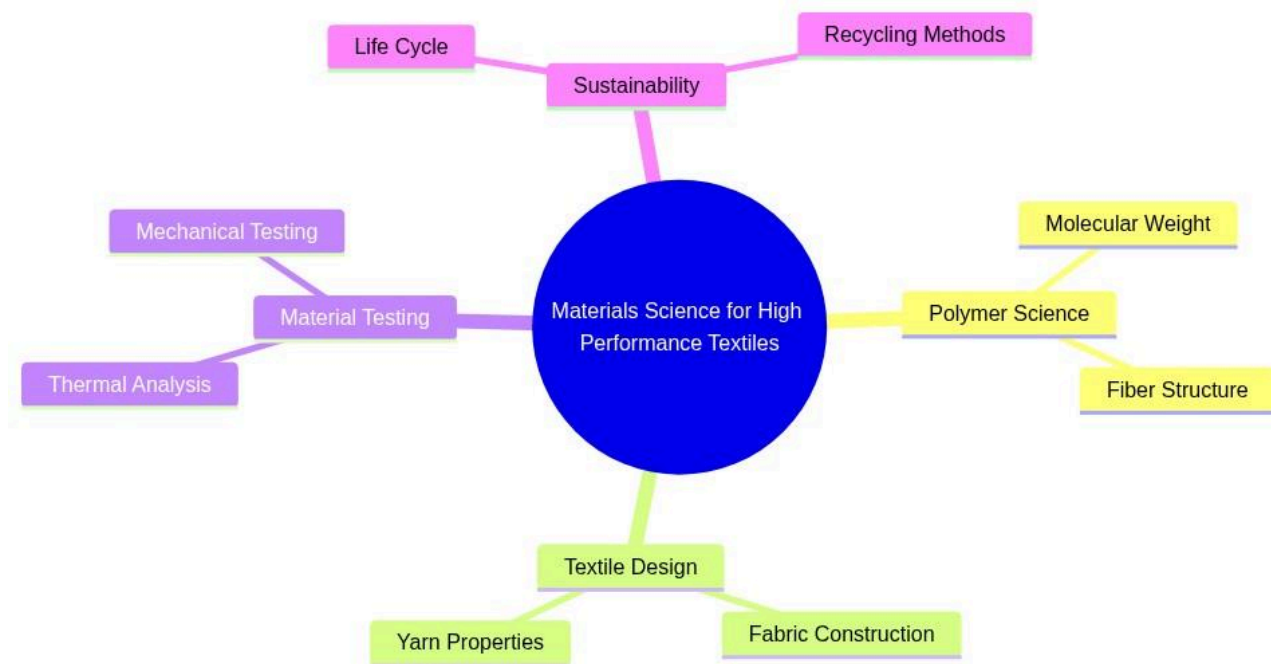 Life Cycle
Recycling Methods
Sustainability
Mechanical Testing
Molecular Weight
Material Testing
Materials Science for High
Performance Textiles
Polymer Science
Thermal Analysis
Fiber Structure
Textile Design
Yarn Properties
Fabric Construction